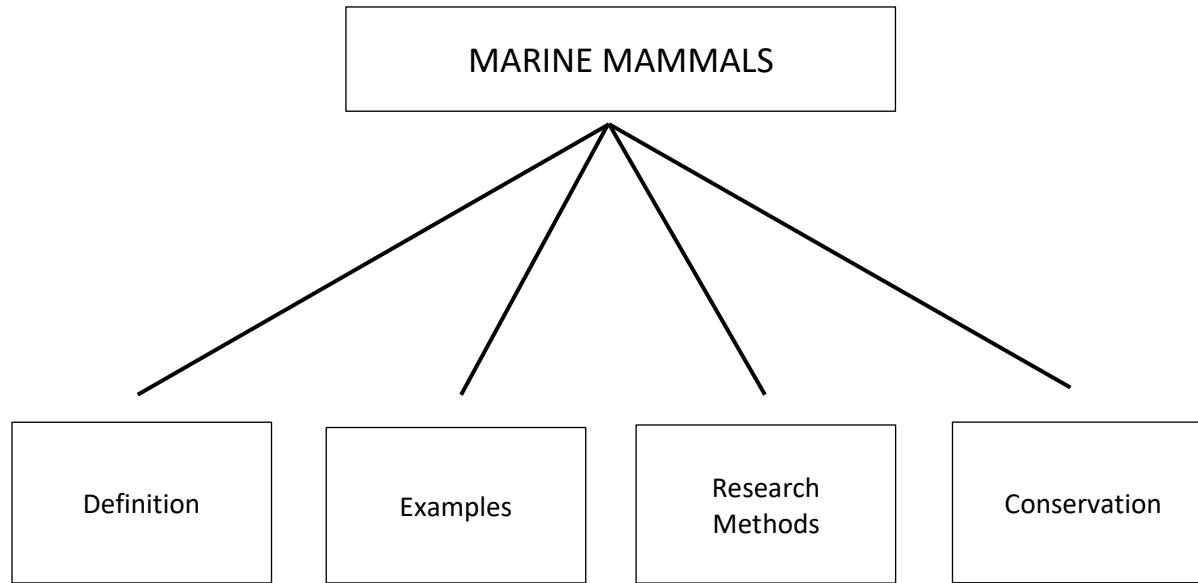 MARINE MAMMALS
Definition
Examples
Research
Methods
Conservation